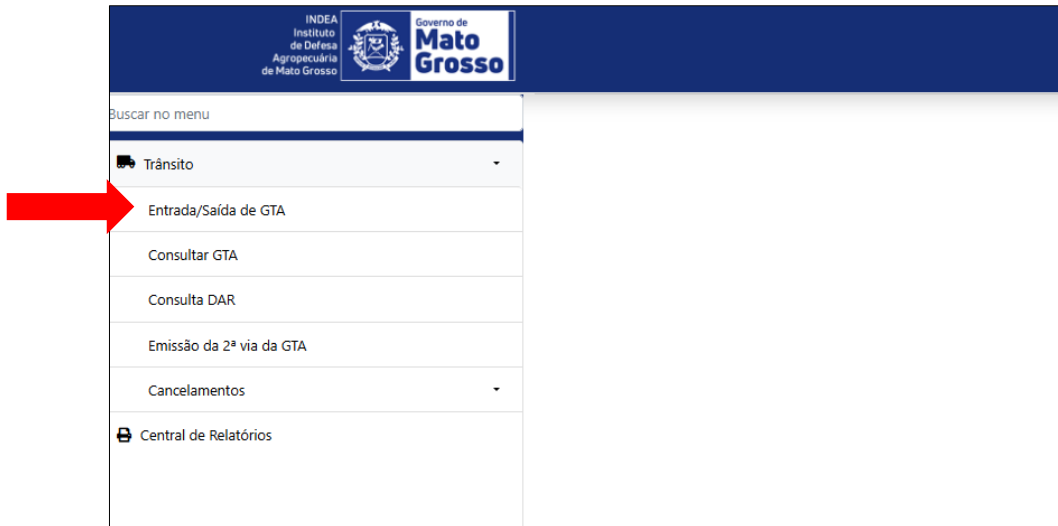 INDEA
Instituto
de Defesa
Agropecuária
de Mato Grosso
Governo de
Mato
Grosso
Buscar no menu
Trânsito
Entrada/Saída de GTA
Consultar GTA
Consulta DAR
Emissão da 2ª via da GTA
Cancelamentos
Central de Relatórios